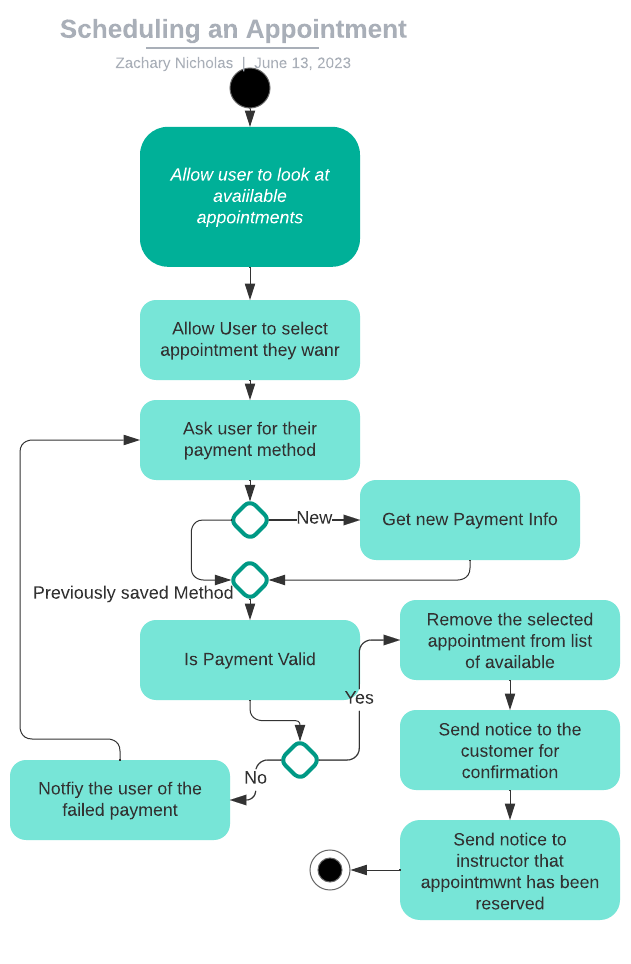 Scheduling an Appointment
Zachary Nicholas | June 13, 2023
Allow user to look at
avaiilable
appointments
Allow User to select
appointment they wanr
Ask user for their
payment method
New
Get new Payment Info
Previously saved Method
Is Payment Valid
Yes
Remove the selected
appointment from list
of available
Send notice to the
customer for
confirmation
No
Notfiy the user of the
failed payment
Send notice to
instructor that
appointmwnt has been
reserved